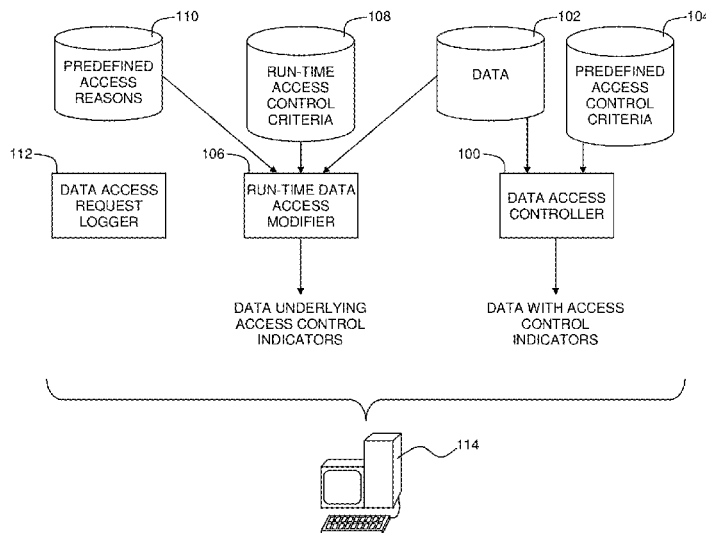 110
PREDEFINED
ACCESS
REASONS
108
RUN-TIME
ACCESS
CONTROL
CRITERIA
102
DATA
104
PREDEFINED
ACCESS
CONTROL
CRITERIA
112
DATA ACCESS
REQUEST
LOGGER
106
RUN-TIME DATA
ACCESS
MODIFIER
100
DATA ACCESS
CONTROLLER
DATA UNDERLYING
ACCESS CONTROL
INDICATORS
DATA WITH ACCESS
CONTROL
INDICATORS
114